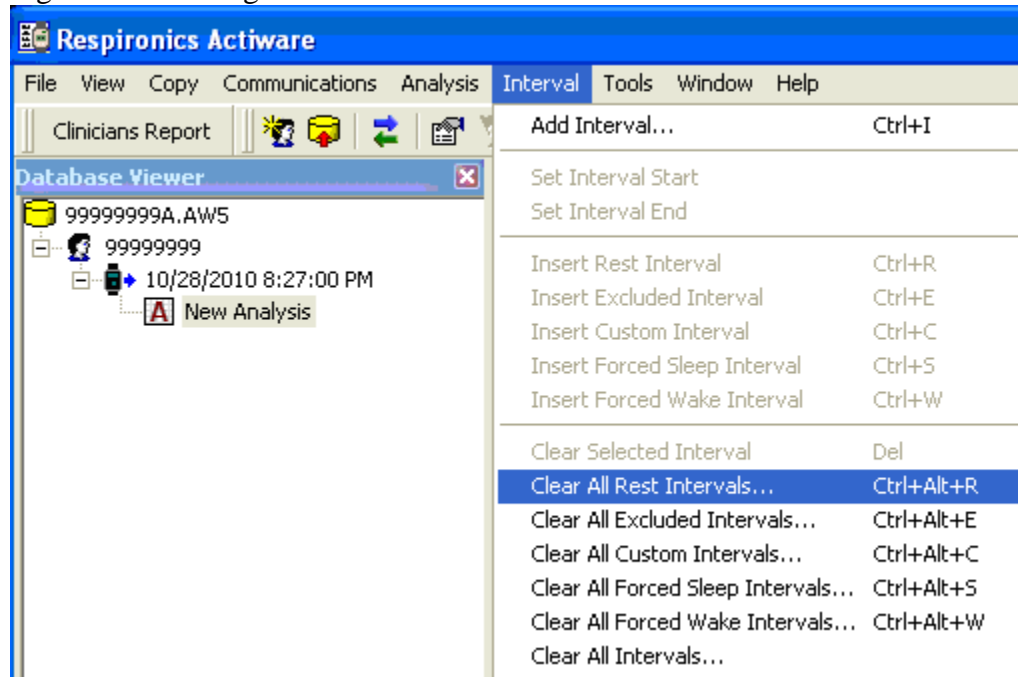 Respironics Actiware
File View Copy Communications Analysis Interval Tools Window Help
Clinicians Report
Add Interval... Ctrl+I
Database Viewer
Set Interval Start
99999999A.AW5
Set Interval End
99999999
10/28/2010 8:27:00 PM
A New Analysis
Insert Rest Interval Ctrl+R
Insert Excluded Interval Ctrl+E
Insert Custom Interval Ctrl+C
Insert Forced Sleep Interval Ctrl+S
Insert Forced Wake Interval Ctrl+W
Clear Selected Interval Del
Clear All Rest Intervals... Ctrl+Alt+R
Clear All Excluded Intervals... Ctrl+Alt+E
Clear All Custom Intervals... Ctrl+Alt+C
Clear All Forced Sleep Intervals... Ctrl+Alt+S
Clear All Forced Wake Intervals... Ctrl+Alt+W
Clear All Intervals...